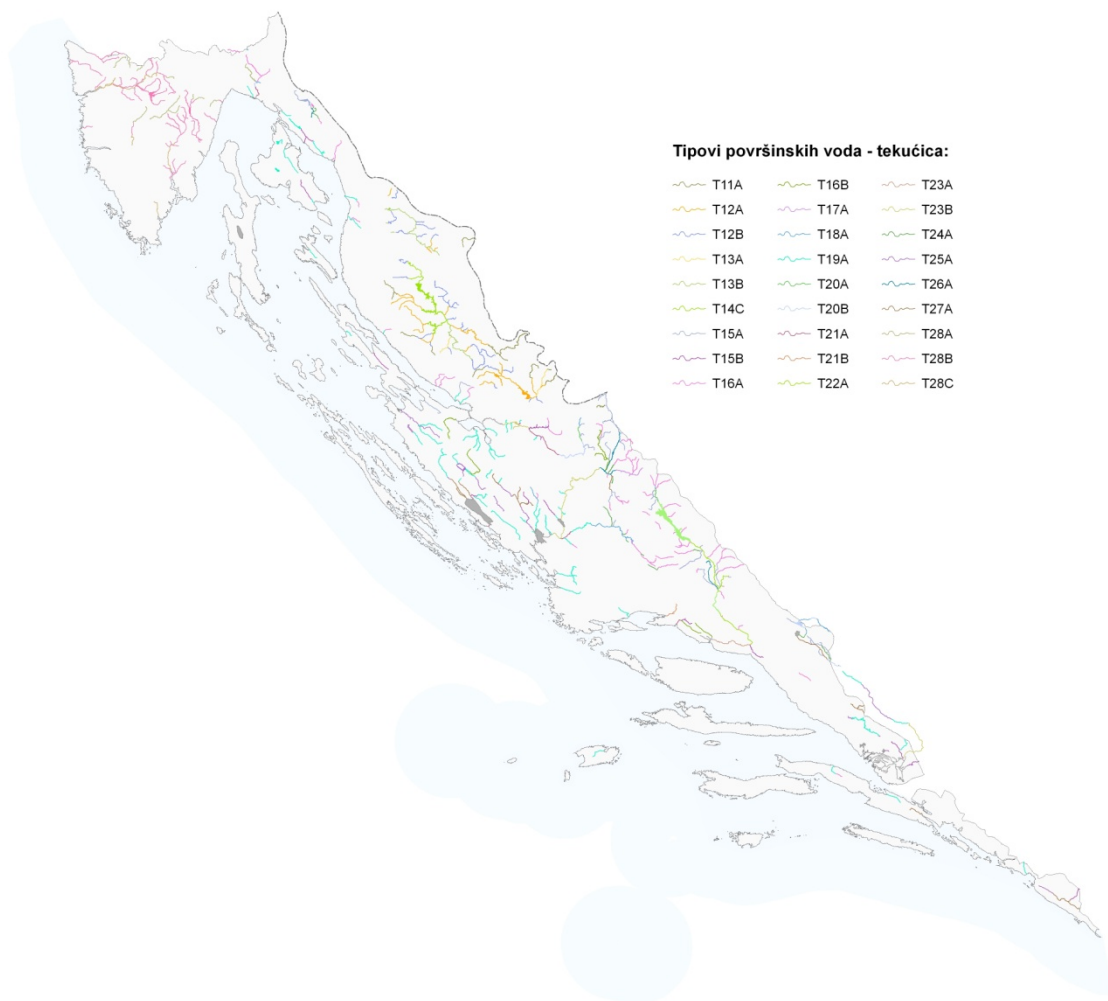 Tipovi površinskih voda - tekućica:
T11A T16B T23A
T12A T17A T23B
T12B T18A T24A
T13A T19A T25A
T13B T20A T26A
T14C T20B T27A
T15A T21A T28A
T15B T21B T28B
T16A T22A T28C